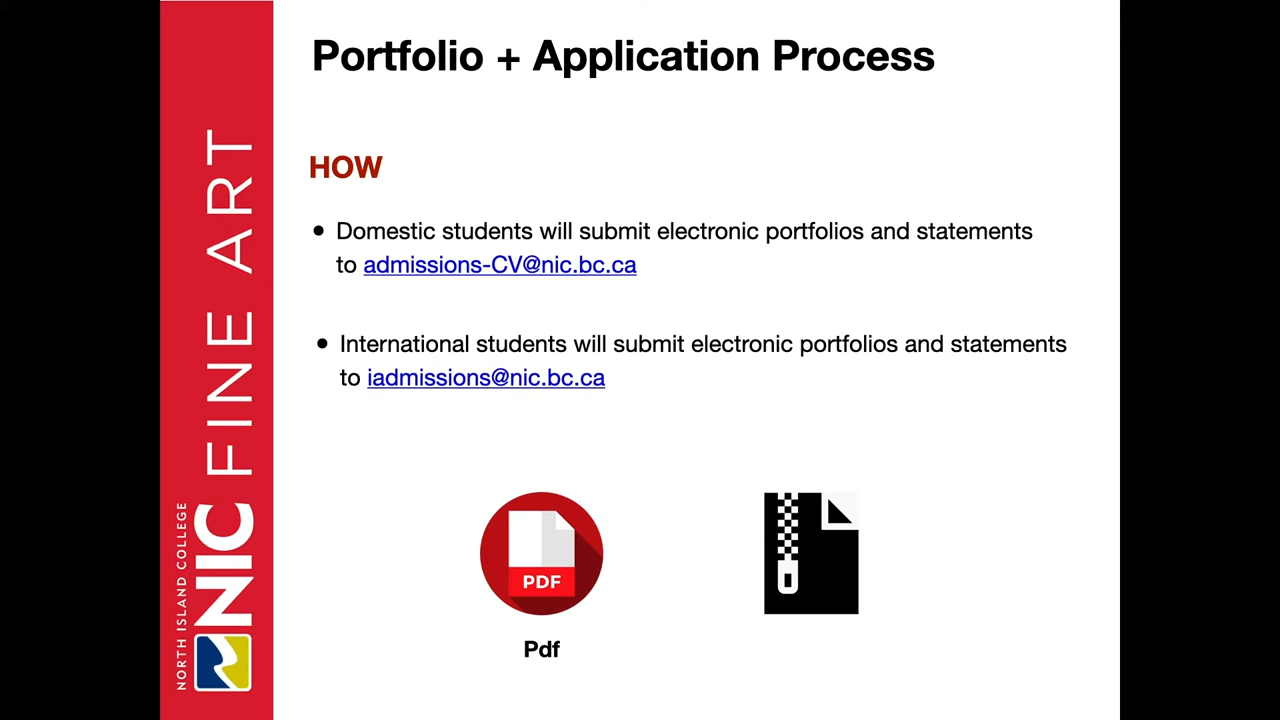 Portfolio + Application Process
HOW
• Domestic students will submit electronic portfolios and statements
to admissions-CV@nic.bc.ca
• International students will submit electronic portfolios and statements
to iadmissions@nic.bc.ca
PDF
Pdf
FINE ART
NIC
NORTH ISLAND COLLEGE